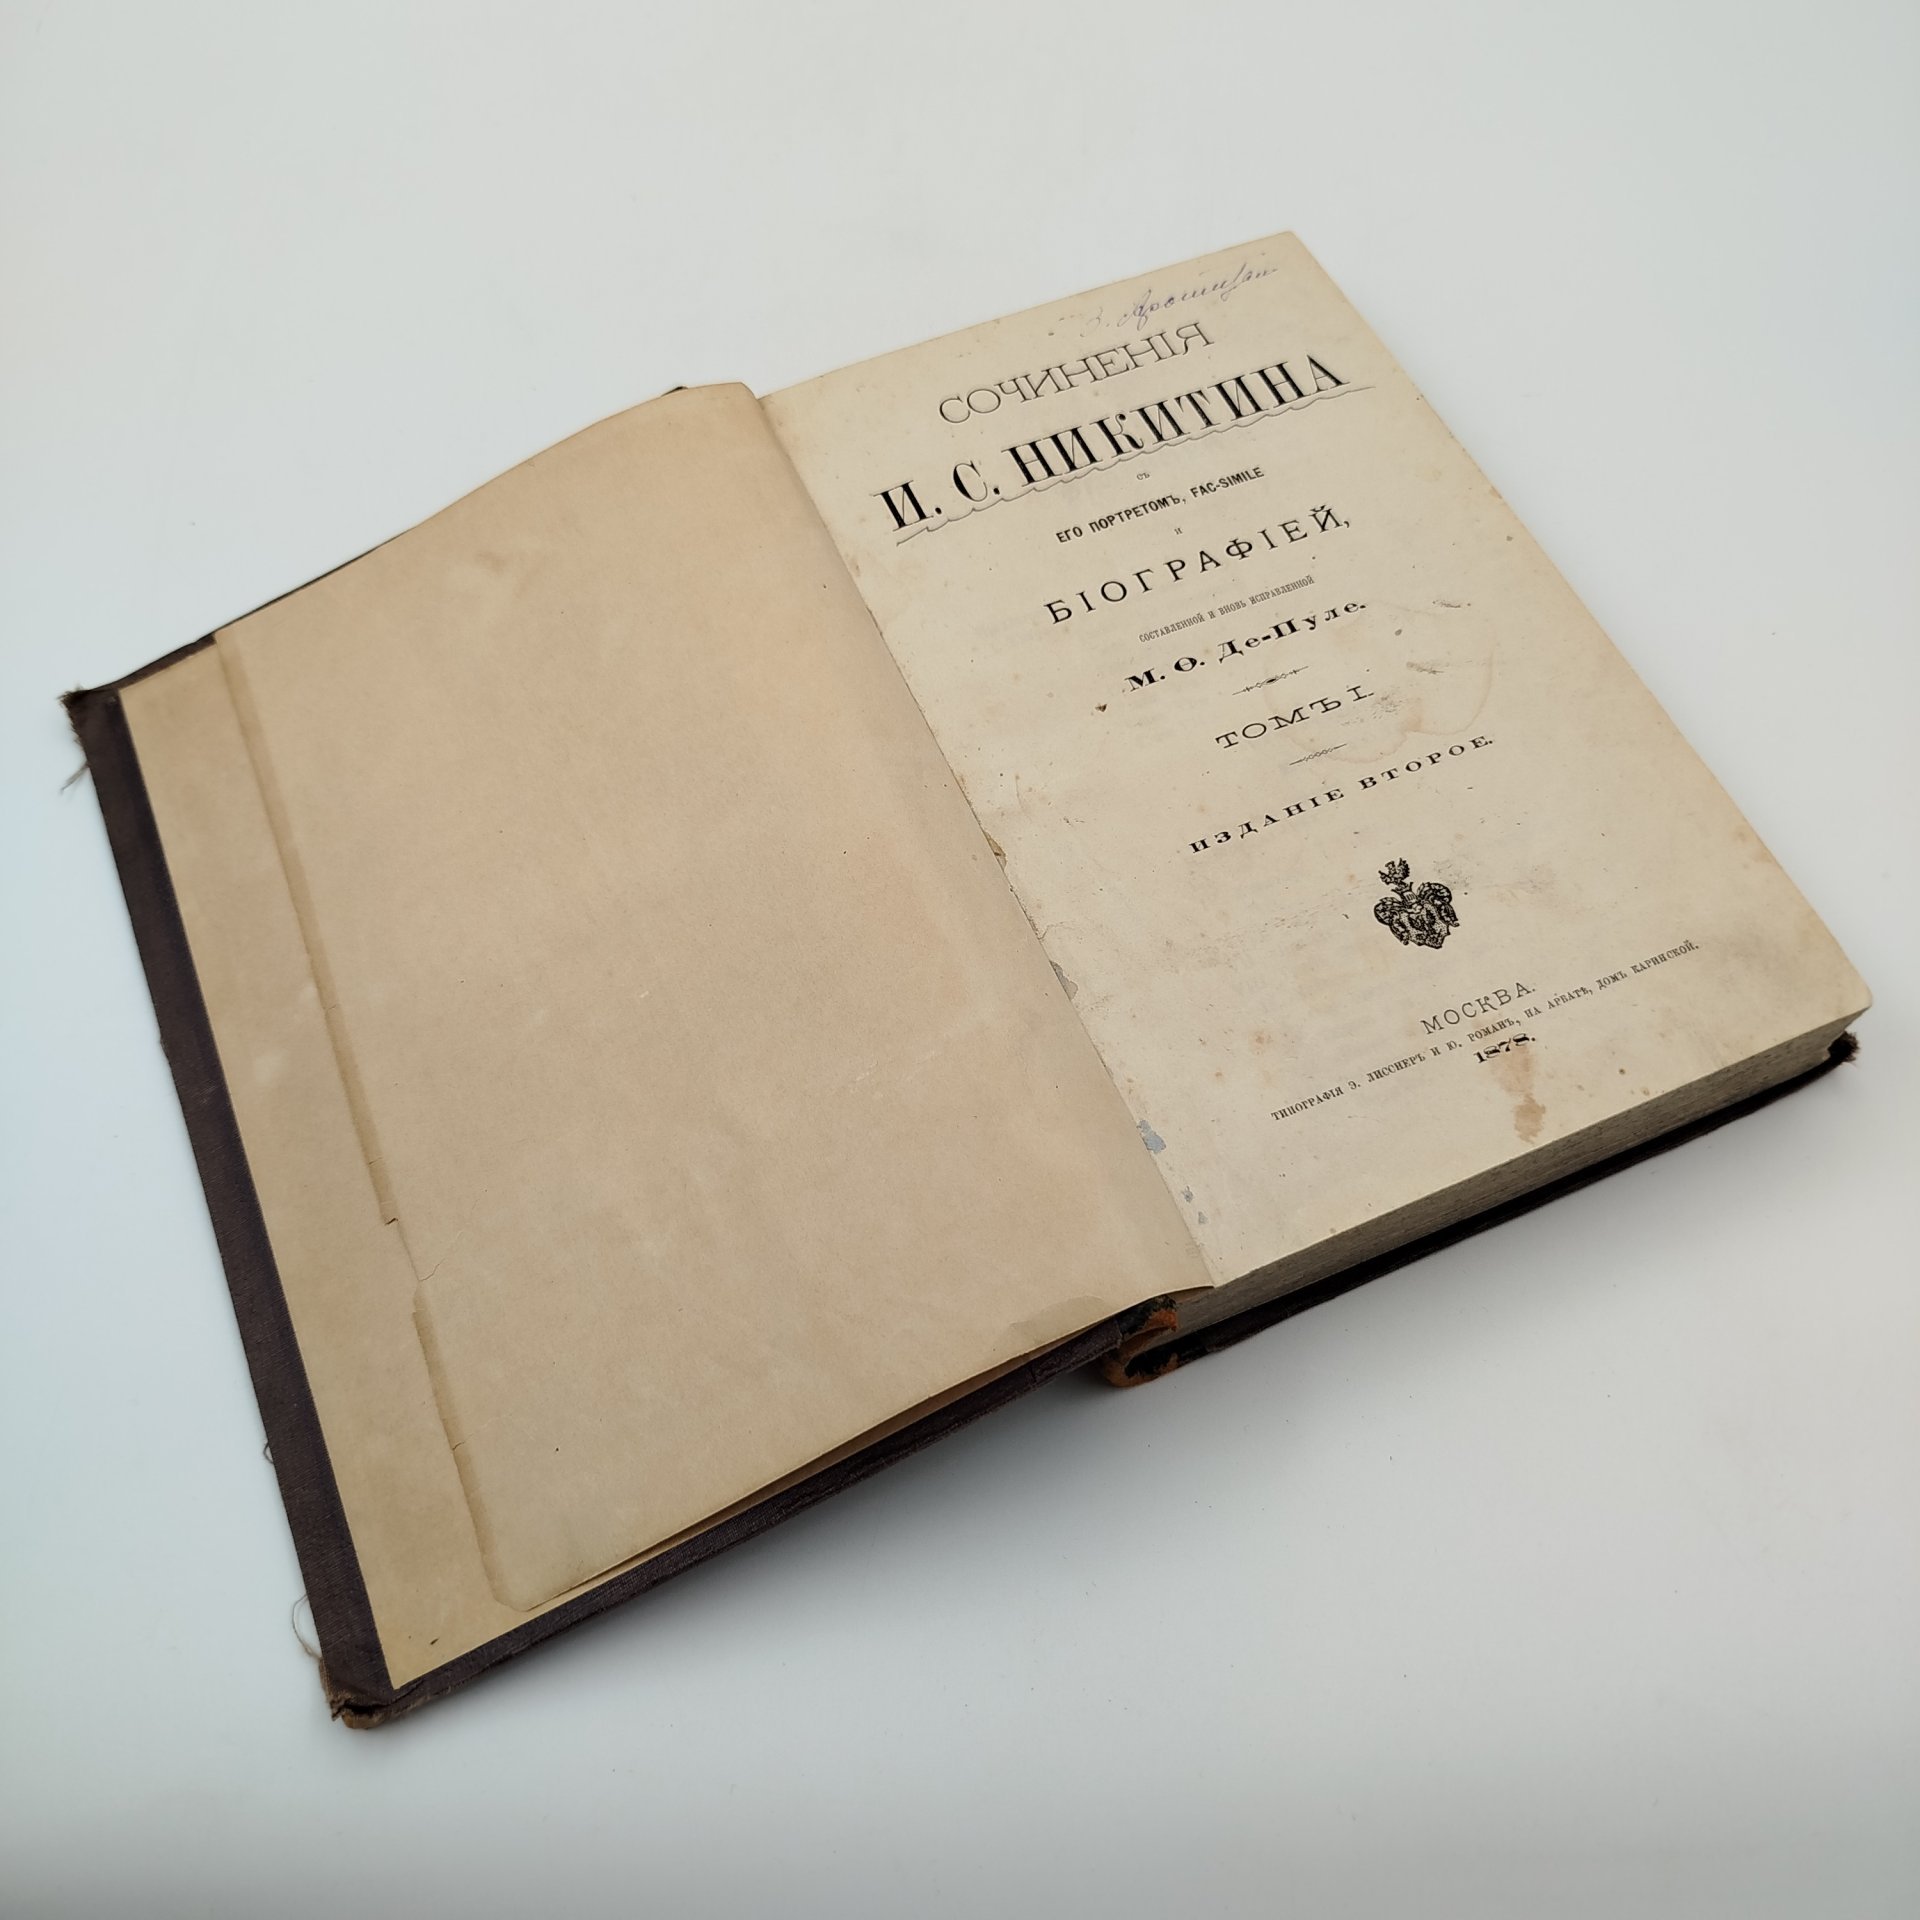 СОЧИНЕНІЯ
И. С. НИКИТИНА
СЪ
ЕГО ПОРТРЕТОМЪ, FAC-SIMILE
И
БІОГРАФІЕЙ,
СОСТАВЛЕННОЙ И ВНОВЬ ИСПРАВЛЕННОЙ
М. Ѳ. Де-Пуле.
ТОМЪ I.
ИЗДАНІЕ ВТОРОЕ.
МОСКВА.
ТИПОГРАФІЯ Э. ЛИССНЕРЪ И Ю. РОМАНЪ, НА АРБАТѢ, ДОМЪ КАРИНСКОЙ.
1878.